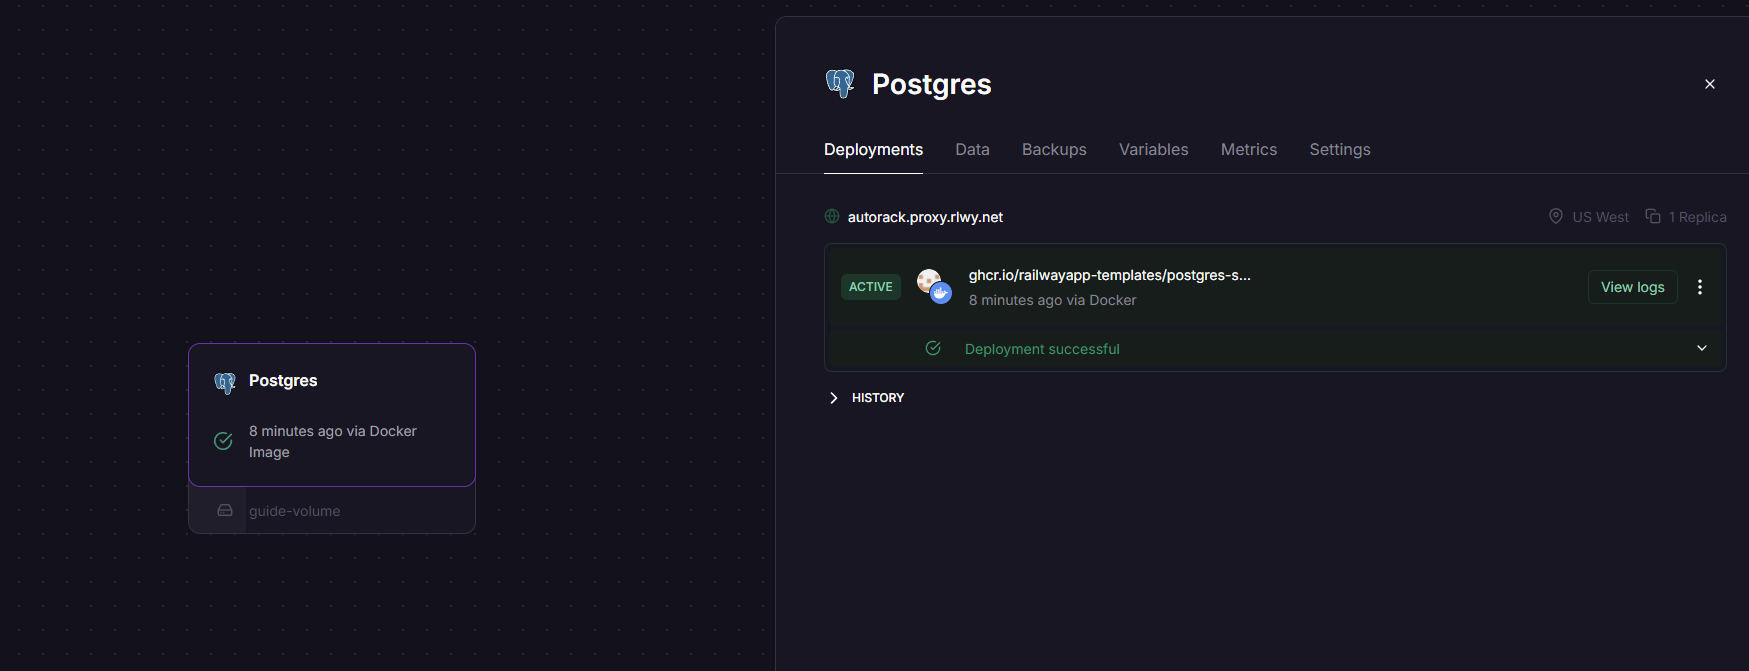 Postgres
8 minutes ago via Docker
Image
guide-volume
Postgres
Deployments Data Backups Variables Metrics Settings
autorack.proxy.rlwy.net US West 1 Replica
ACTIVE ghcr.io/railwayapp-templates/postgres-s... View logs
8 minutes ago via Docker
Deployment successful
HISTORY